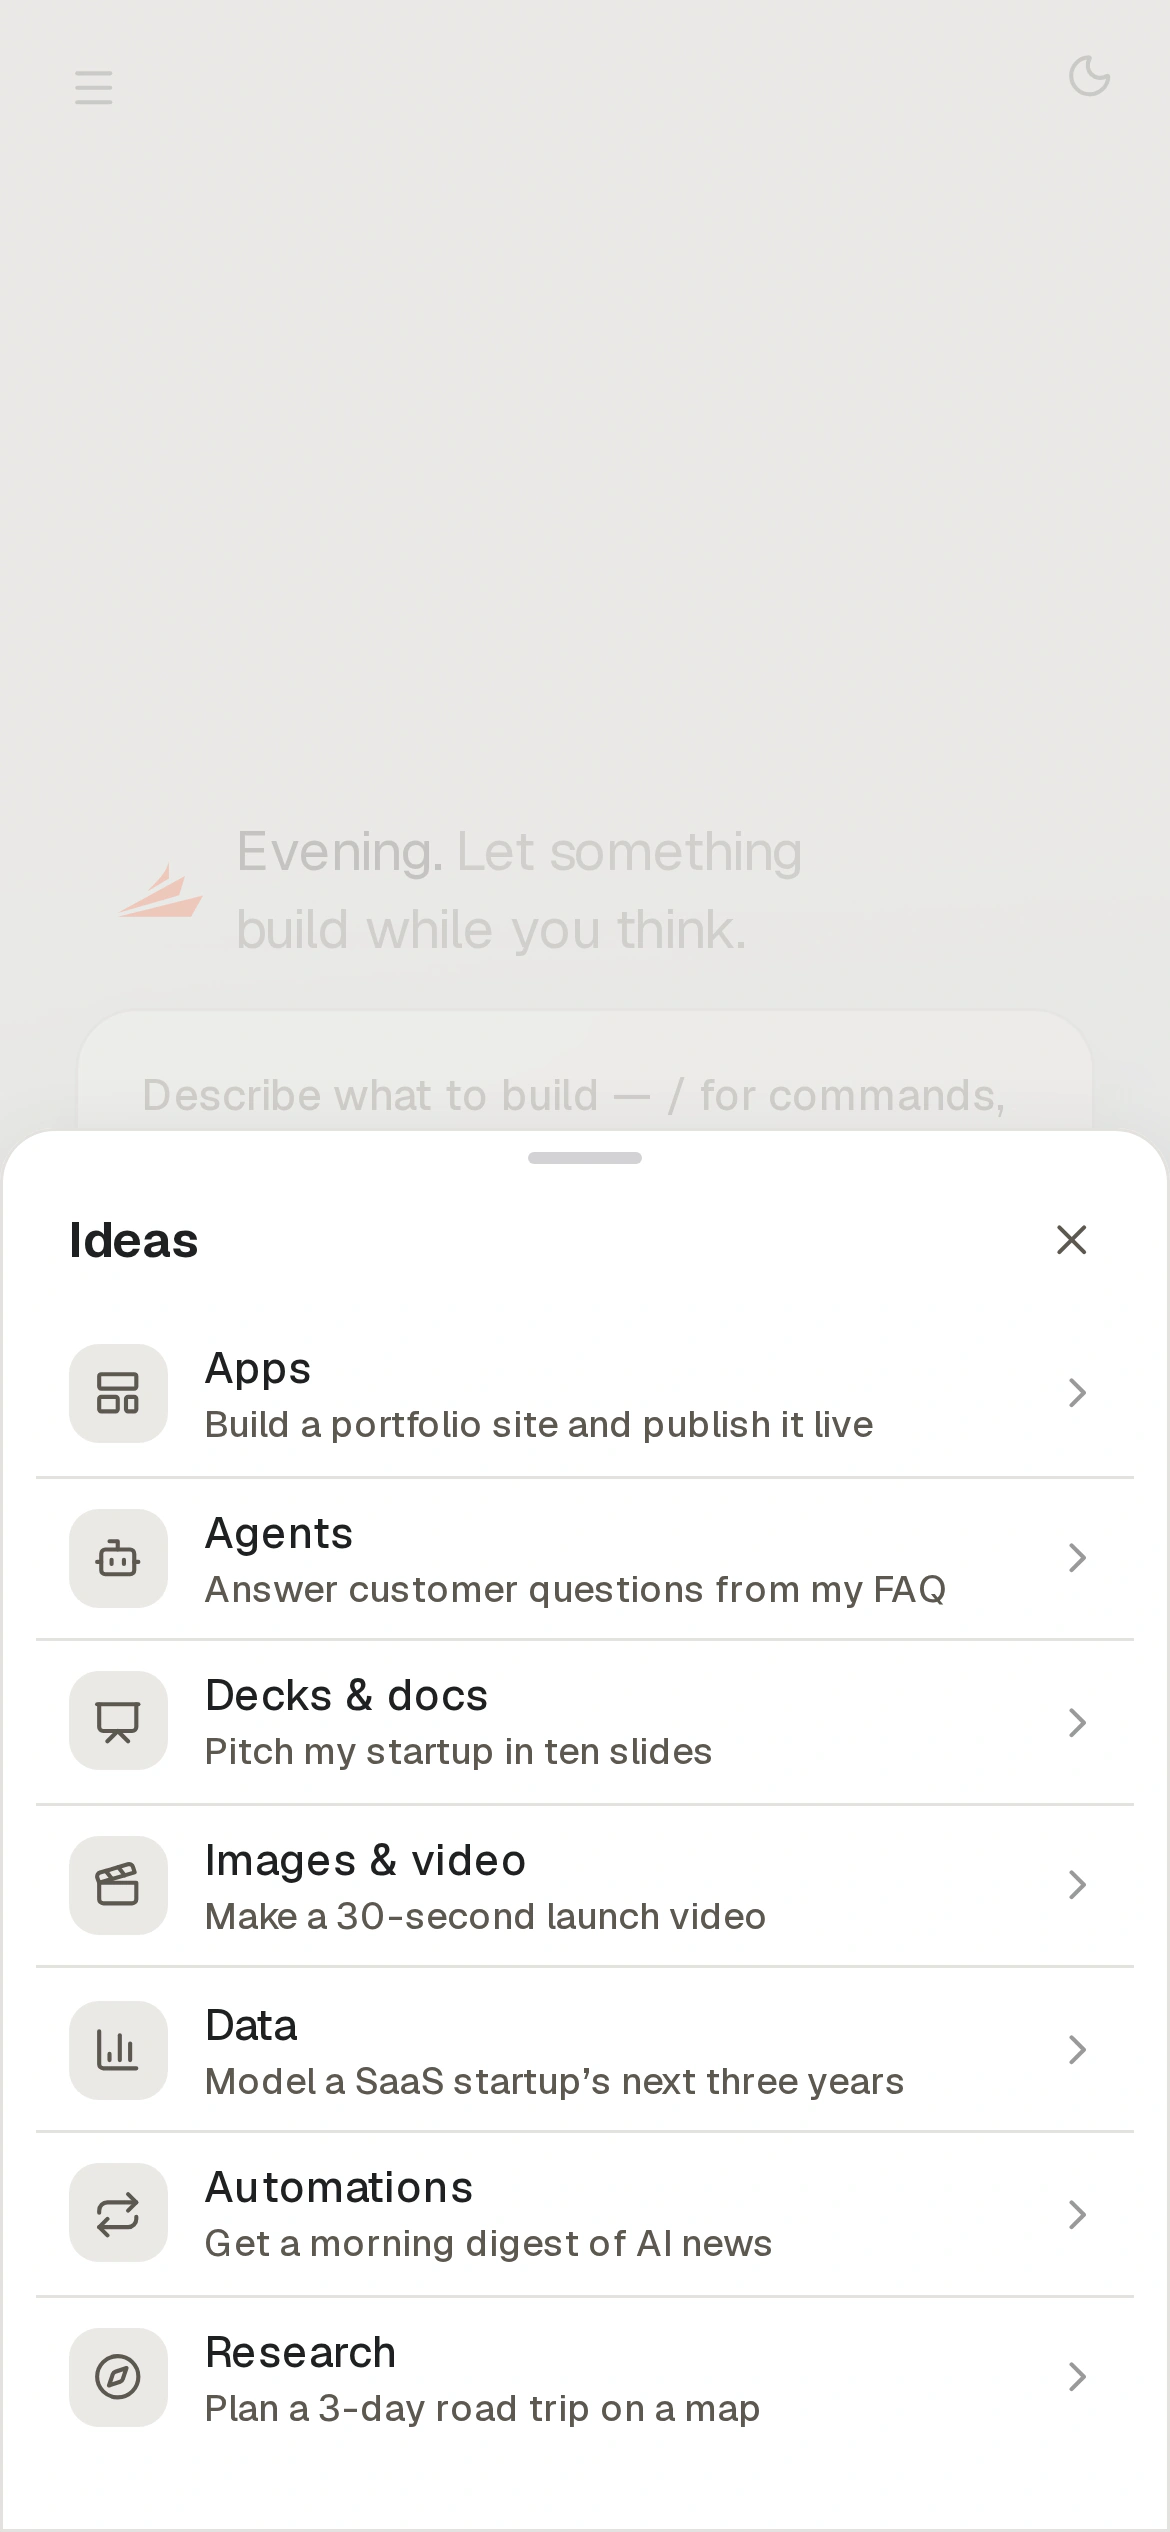 Evening. Let something
build while you think.
Describe what to build — / for commands,
Ideas
Apps
Build a portfolio site and publish it live
Agents
Answer customer questions from my FAQ
Decks & docs
Pitch my startup in ten slides
Images & video
Make a 30-second launch video
Data
Model a SaaS startup’s next three years
Automations
Get a morning digest of AI news
Research
Plan a 3-day road trip on a map